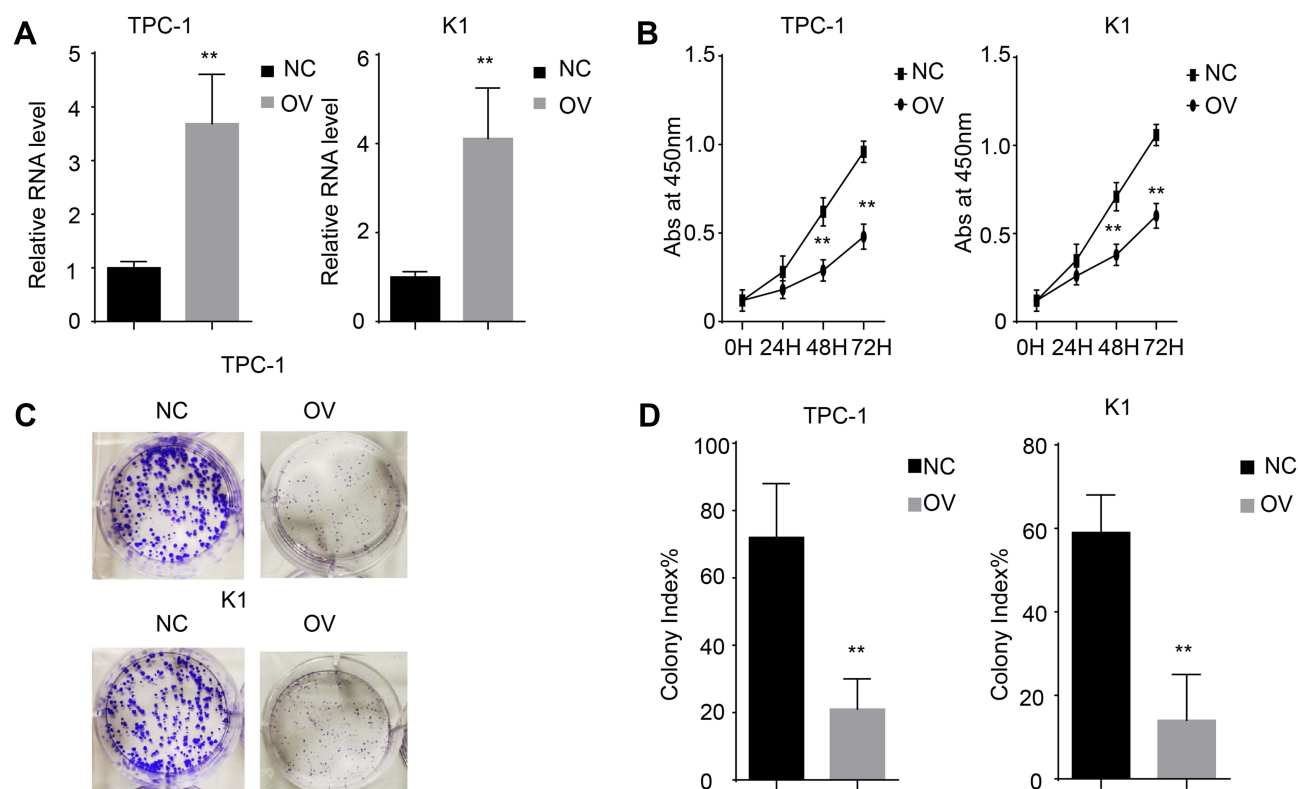 A
TPC-1
Relative RNA level
5
4
3
2
1
0
**
NC
OV
K1
Relative RNA level
6
4
2
0
**
NC
OV
B
TPC-1
Abs at 450nm
1.5
1.0
0.5
0
**
**
0H 24H 48H 72H
NC
OV
K1
Abs at 450nm
1.5
1.0
0.5
0
**
**
0H 24H 48H 72H
NC
OV
C
TPC-1
NC OV
K1
NC OV
D
TPC-1
Colony Index%
100
80
60
40
20
0
**
NC
OV
K1
Colony Index%
80
60
40
20
0
**
NC
OV